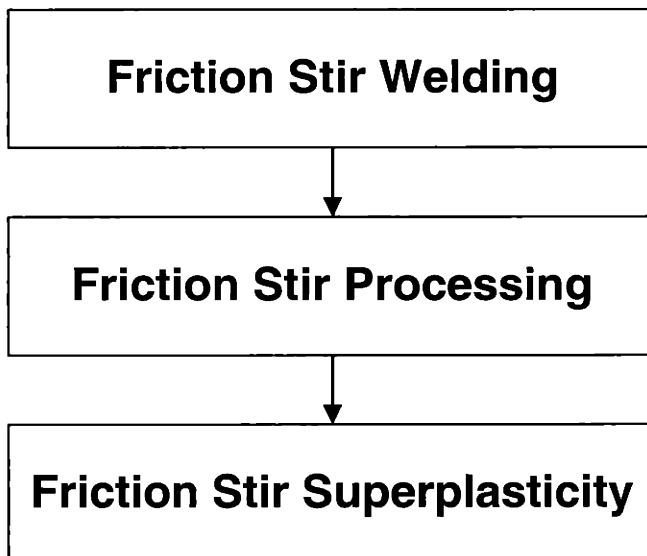 Friction Stir Welding
Friction Stir Processing
Friction Stir Superplasticity